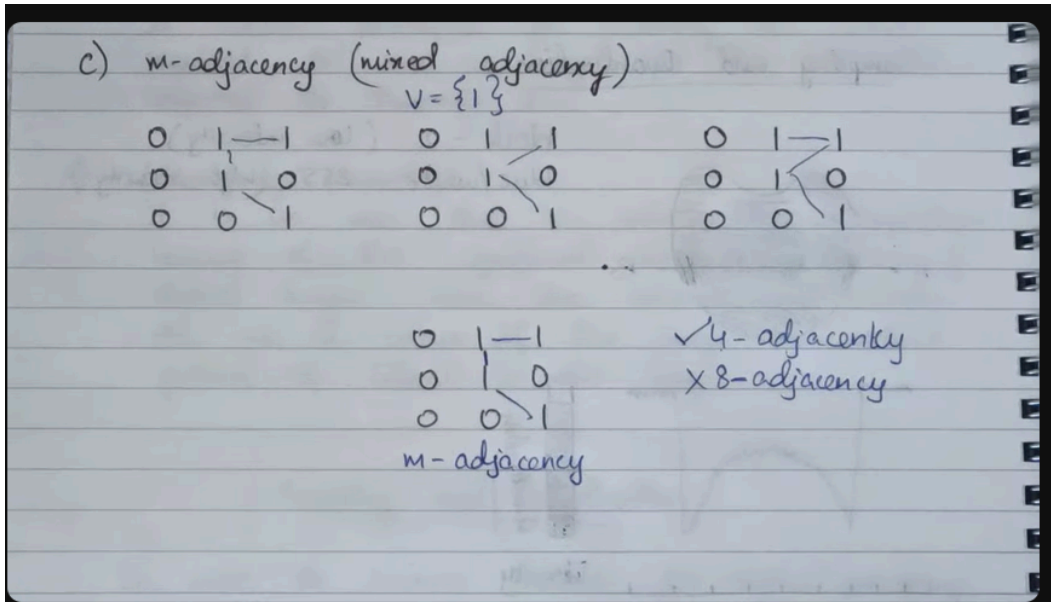 c) m-adjacency (mixed adjacency)
V = {1}
0 1 1 0 1 1 0 1 1
0 1 0 0 1 0 0 1 0
0 0 1 0 0 1 0 0 1
0 1 1 ✓4-adjacenky
0 1 0 ×8-adjacency
0 0 1
m-adjacency